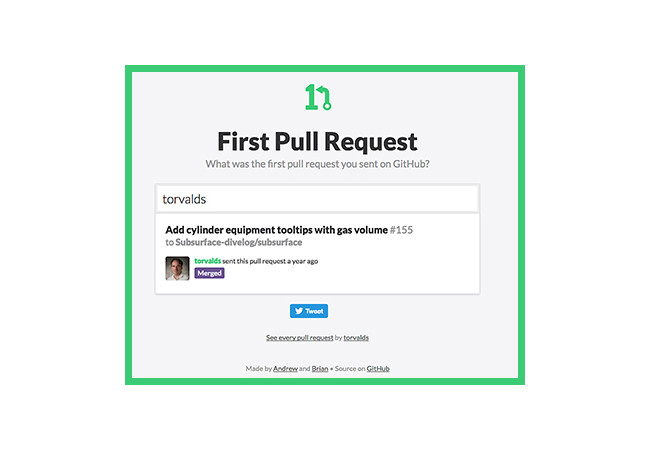 First Pull Request
What was the first pull request you sent on GitHub?
torvalds
Add cylinder equipment tooltips with gas volume #155
to Subsurface-divelog/subsurface
torvalds sent this pull request a year ago
Merged
Tweet
See every pull request by torvalds
Made by Andrew and Brian • Source on GitHub